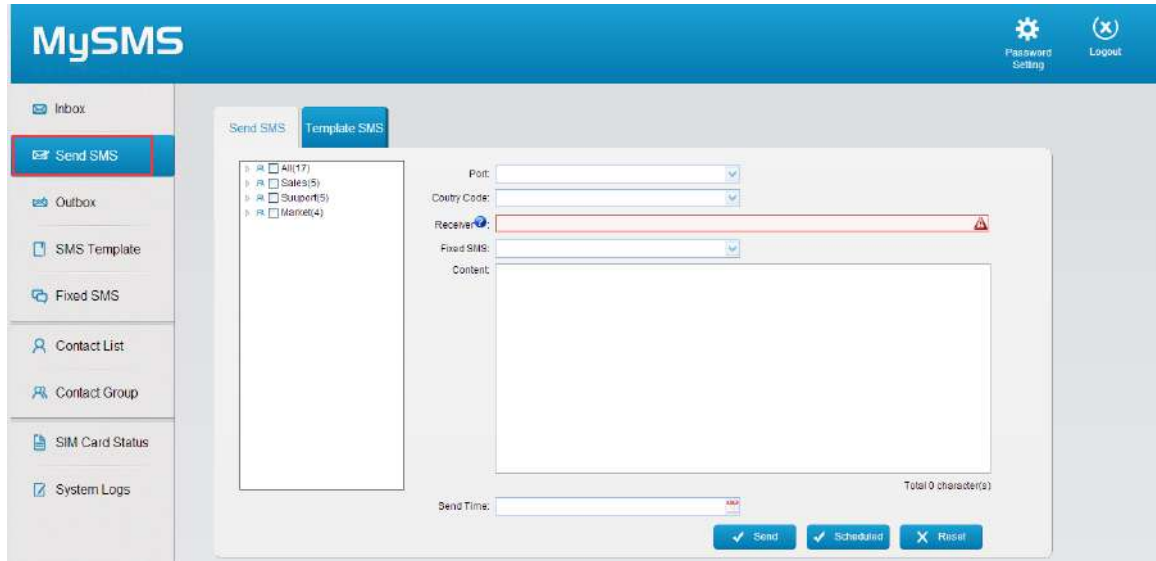 MySMS
Password
Setting
Logout
Inbox
Send SMS
Outbox
SMS Template
Fixed SMS
Contact List
Contact Group
SIM Card Status
System Logs
Send SMS
Template SMS
All(17)
Sales(5)
Suupert(5)
Market(4)
Port:
Coutry Code:
Receiver?:
Fixed SMS:
Content:
Total 0 character(s)
Send Time:
Send
Scheduled
Reset